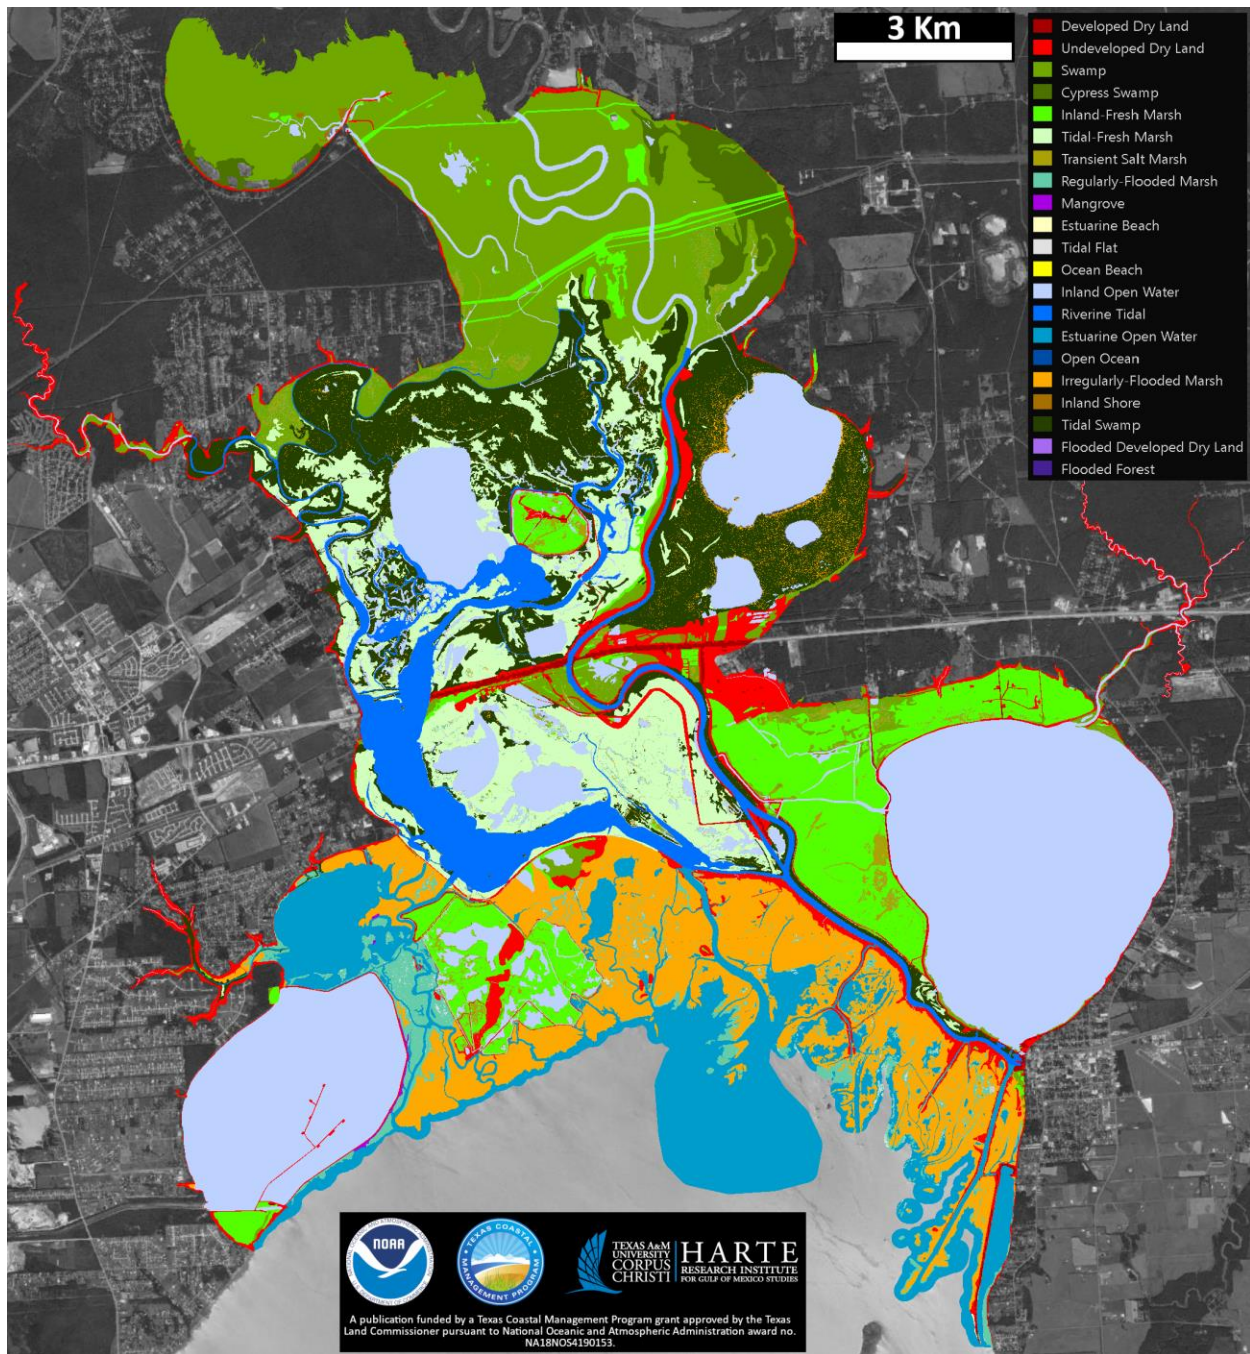 3 Km
Developed Dry Land
Undeveloped Dry Land
Swamp
Cypress Swamp
Inland-Fresh Marsh
Tidal-Fresh Marsh
Transient Salt Marsh
Regularly-Flooded Marsh
Mangrove
Estuarine Beach
Tidal Flat
Ocean Beach
Inland Open Water
Riverine Tidal
Estuarine Open Water
Open Ocean
Irregularly-Flooded Marsh
Inland Shore
Tidal Swamp
Flooded Developed Dry Land
Flooded Forest
NOAA
TEXAS COASTAL
MANAGEMENT PROGRAM
TEXAS A&M
UNIVERSITY
CORPUS
CHRISTI
HARTE
RESEARCH INSTITUTE
FOR GULF OF MEXICO STUDIES
A publication funded by a Texas Coastal Management Program grant approved by the Texas
Land Commissioner pursuant to National Oceanic and Atmospheric Administration award no.
NA18NOS4190153.